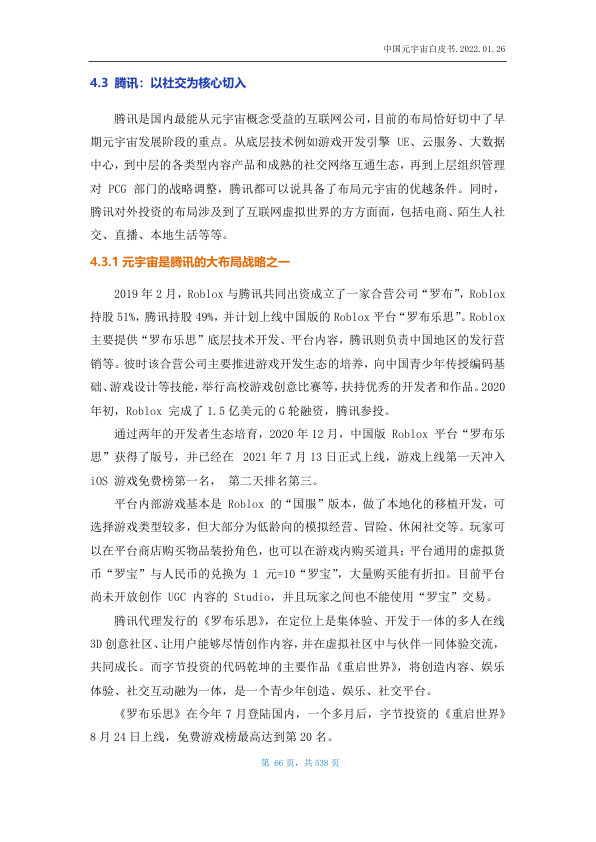 中国元宇宙白皮书.2022.01.26
4.3 腾讯：以社交为核心切入
腾讯是国内最能从元宇宙概念受益的互联网公司,目前的布局恰好切中了早
期元宇宙发展阶段的重点。从底层技术例如游戏开发引擎 UE、云服务、大数据
中心，到中层的各类型内容产品和成熟的社交网络互通生态，再到上层组织管理
对 PCG 部门的战略调整，腾讯都可以说具备了布局元宇宙的优越条件。同时，
腾讯对外投资的布局涉及到了互联网虚拟世界的方方面面，包括电商、陌生人社
交、直播、本地生活等等。
4.3.1 元宇宙是腾讯的大布局战略之一
2019 年 2 月，Roblox 与腾讯共同出资成立了一家合营公司“罗布”，Roblox
持股 51%，腾讯持股 49%，并计划上线中国版的 Roblox 平台“罗布乐思”。Roblox
主要提供“罗布乐思”底层技术开发、平台内容，腾讯则负责中国地区的发行营
销等。彼时该合营公司主要推进游戏开发生态的培养，向中国青少年传授编码基
础、游戏设计等技能，举行高校游戏创意比赛等，扶持优秀的开发者和作品。2020
年初，Roblox 完成了 1.5 亿美元的 G 轮融资，腾讯参投。
通过两年的开发者生态培育，2020 年 12 月，中国版 Roblox 平台“罗布乐
思”获得了版号，并已经在 2021 年 7 月 13 日正式上线，游戏上线第一天冲入
iOS 游戏免费榜第一名， 第二天排名第三。
平台内部游戏基本是 Roblox 的“国服”版本，做了本地化的移植开发，可
选择游戏类型较多，但大部分为低龄向的模拟经营、冒险、休闲社交等。玩家可
以在平台商店购买物品装扮角色，也可以在游戏内购买道具；平台通用的虚拟货
币“罗宝”与人民币的兑换为 1 元=10“罗宝”，大量购买能有折扣。目前平台
尚未开放创作 UGC 内容的 Studio，并且玩家之间也不能使用“罗宝”交易。
腾讯代理发行的《罗布乐思》，在定位上是集体验、开发于一体的多人在线
3D 创意社区、让用户能够尽情创作内容，并在虚拟社区中与伙伴一同体验交流，
共同成长。而字节投资的代码乾坤的主要作品《重启世界》，将创造内容、娱乐
体验、社交互动融为一体，是一个青少年创造、娱乐、社交平台。
《罗布乐思》在今年 7 月登陆国内，一个多月后，字节投资的《重启世界》
8 月 24 日上线，免费游戏榜最高达到第 20 名。
第 66 页，共 538 页